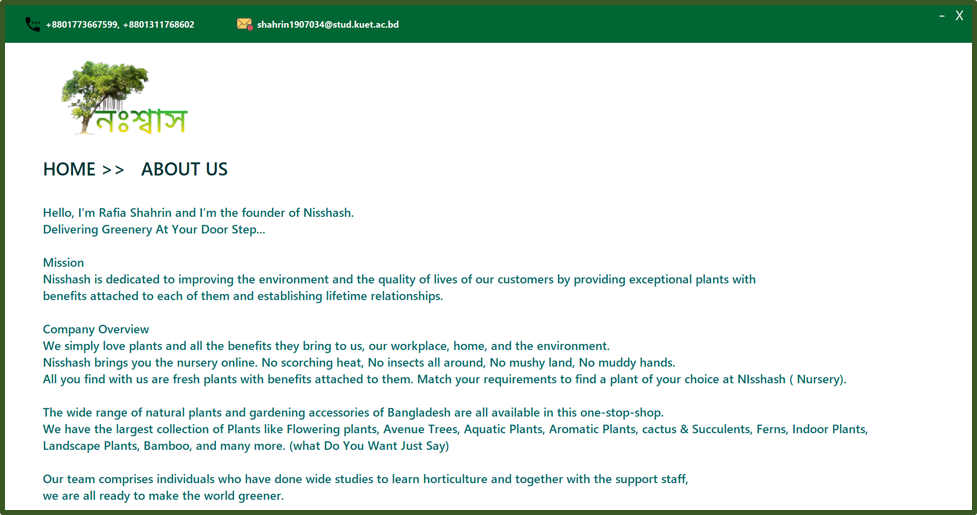 +8801773667599, +8801311768602 shahrin1907034@stud.kuet.ac.bd - X
নঃশ্বাস
HOME >> ABOUT US
Hello, I'm Rafia Shahrin and I'm the founder of Nisshash.
Delivering Greenery At Your Door Step...
Mission
Nisshash is dedicated to improving the environment and the quality of lives of our customers by providing exceptional plants with
benefits attached to each of them and establishing lifetime relationships.
Company Overview
We simply love plants and all the benefits they bring to us, our workplace, home, and the environment.
Nisshash brings you the nursery online. No scorching heat, No insects all around, No mushy land, No muddy hands.
All you find with us are fresh plants with benefits attached to them. Match your requirements to find a plant of your choice at NIsshash ( Nursery).
The wide range of natural plants and gardening accessories of Bangladesh are all available in this one-stop-shop.
We have the largest collection of Plants like Flowering plants, Avenue Trees, Aquatic Plants, Aromatic Plants, cactus & Succulents, Ferns, Indoor Plants,
Landscape Plants, Bamboo, and many more. (what Do You Want Just Say)
Our team comprises individuals who have done wide studies to learn horticulture and together with the support staff,
we are all ready to make the world greener.